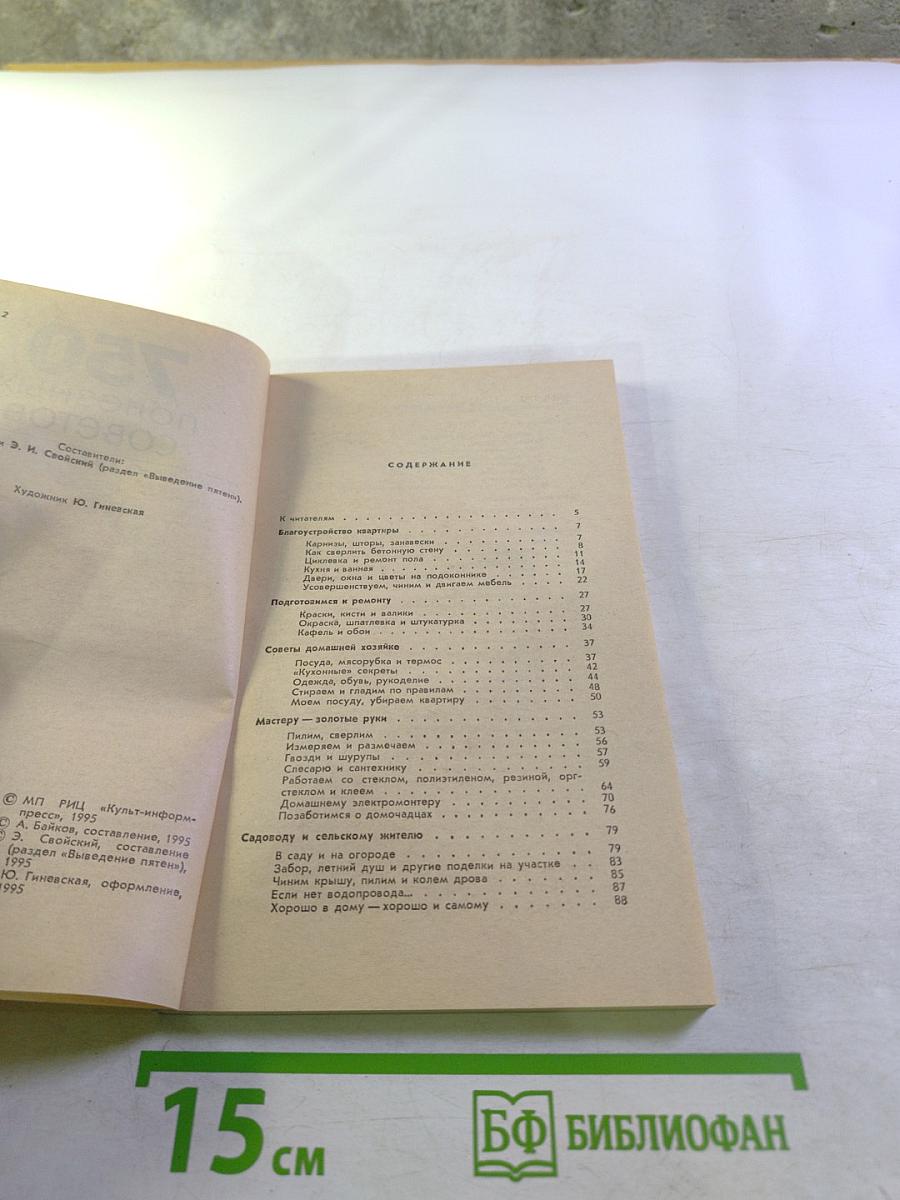 2
Составители:
и Э. И. Свойский (раздел «Выведение пятен»).
Художник Ю. Гиневская
© МП РИЦ «Культ-информ-
пресс», 1995
© А. Байков, составление, 1995
© Э. Свойский, составление
(раздел «Выведение пятен»),
1995
Ю. Гиневская, оформление,
1995
СОДЕРЖАНИЕ
К читателям . . . . . . . . . . . . . . . . . 5
Благоустройство квартиры . . . . . . . . . . . . 7
Карнизы, шторы, занавески . . . . . . . . . . 7
Как сверлить бетонную стену . . . . . . . . . 8
Циклевка и ремонт пола . . . . . . . . . . . 11
Кухня и ванная . . . . . . . . . . . . . . 14
Двери, окна и цветы на подоконнике . . . . . . 17
Усовершенствуем, чиним и двигаем мебель . . . . 22
Подготовимся к ремонту . . . . . . . . . . . . 27
Краски, кисти и валики . . . . . . . . . . . 27
Окраска, шпатлевка и штукатурка . . . . . . . 30
Кафель и обои . . . . . . . . . . . . . . 34
Советы домашней хозяйке . . . . . . . . . . . . 37
Посуда, мясорубка и термос . . . . . . . . . 37
«Кухонные» секреты . . . . . . . . . . . . 42
Одежда, обувь, рукоделие . . . . . . . . . . 44
Стираем и гладим по правилам . . . . . . . . 48
Моем посуду, убираем квартиру . . . . . . . . 50
Мастеру — золотые руки . . . . . . . . . . . . 53
Пилим, сверлим . . . . . . . . . . . . . . 53
Измеряем и размечаем . . . . . . . . . . . 56
Гвозди и шурупы . . . . . . . . . . . . . 57
Слесарю и сантехнику . . . . . . . . . . . 59
Работаем со стеклом, полиэтиленом, резиной, орг-
стеклом и клеем . . . . . . . . . . . . . 64
Домашнему электромонтеру . . . . . . . . . 70
Позаботимся о домочадцах . . . . . . . . . . 76
Садоводу и сельскому жителю . . . . . . . . . . 79
В саду и на огороде . . . . . . . . . . . . 79
Забор, летний душ и другие поделки на участке . . 83
Чиним крышу, пилим и колем дрова . . . . . . . 85
Если нет водопровода... . . . . . . . . . . . 87
Хорошо в дому — хорошо и самому . . . . . . . 88
15 см
БФ БИБЛИОФАН